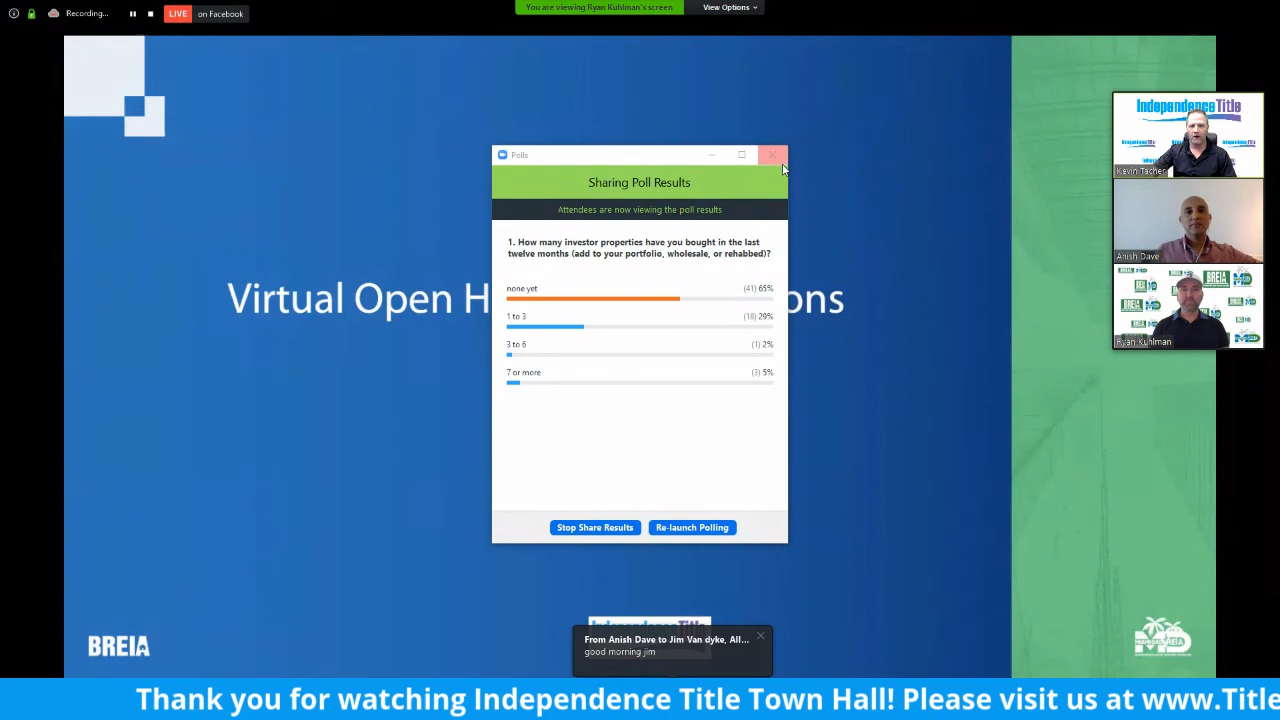 Recording...
LIVE
on Facebook
You are viewing Ryan Kuhlman's screen
View Options
Polls
Sharing Poll Results
Attendees are now viewing the poll results
1. How many investor properties have you bought in the last
twelve months (add to your portfolio, wholesale, or rehabbed)?
none yet (41) 65%
1 to 3 (18) 29%
3 to 6 (1) 2%
7 or more (3) 5%
Stop Share Results
Re-launch Polling
Virtual Open H
ons
Independence Title
Kevin Tacher
Anish Dave
BREIA
Ryan Kuhlman
From Anish Dave to Jim Van dyke, All...
good morning jim
BREIA
MD
Thank you for watching Independence Title Town Hall! Please visit us at www.Title